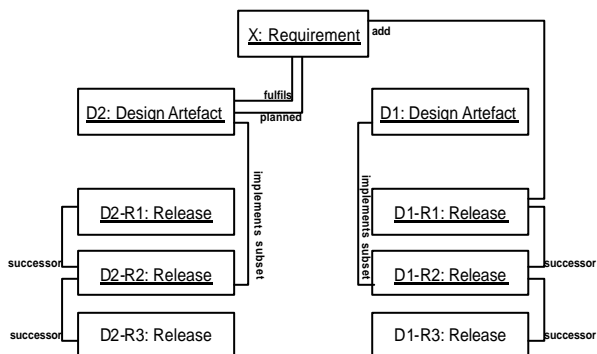 X: Requirement
add
fulfils
planned
D2: Design Artefact
D1: Design Artefact
implements subset
implements subset
D2-R1: Release
D1-R1: Release
successor
D2-R2: Release
D1-R2: Release
successor
successor
D2-R3: Release
D1-R3: Release
successor